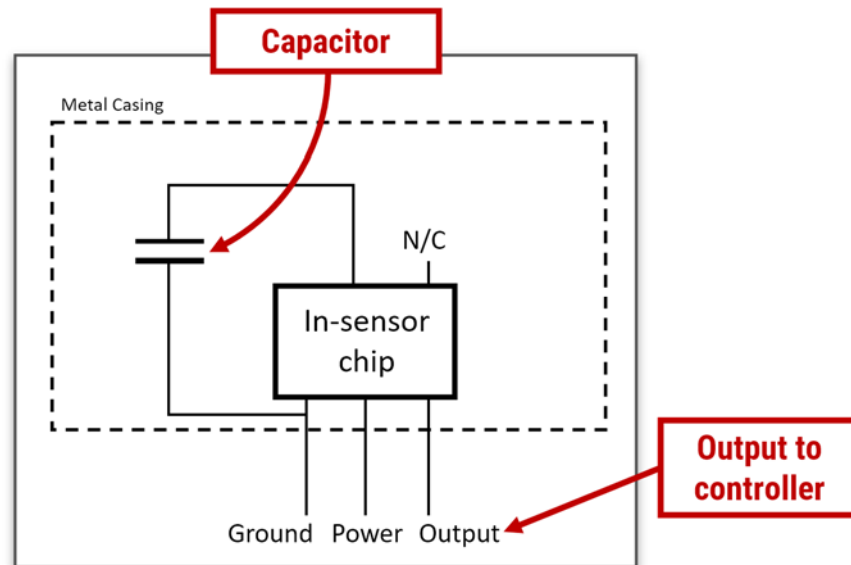 Capacitor
Metal Casing
N/C
In-sensor
chip
Output to
controller
Ground Power Output